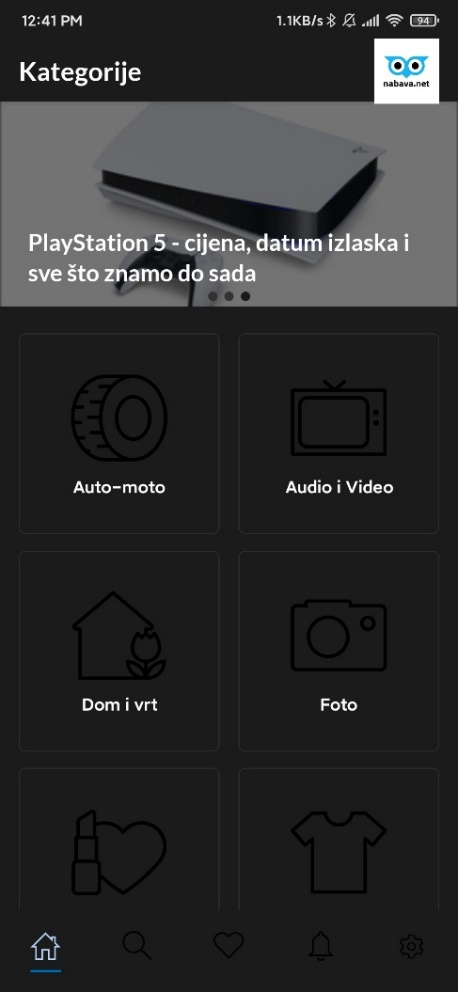 12:41 PM
1.1KB/s
94
Kategorije
nabava.net
PlayStation 5 - cijena, datum izlaska i
sve što znamo do sada
Auto-moto
Audio i Video
Dom i vrt
Foto